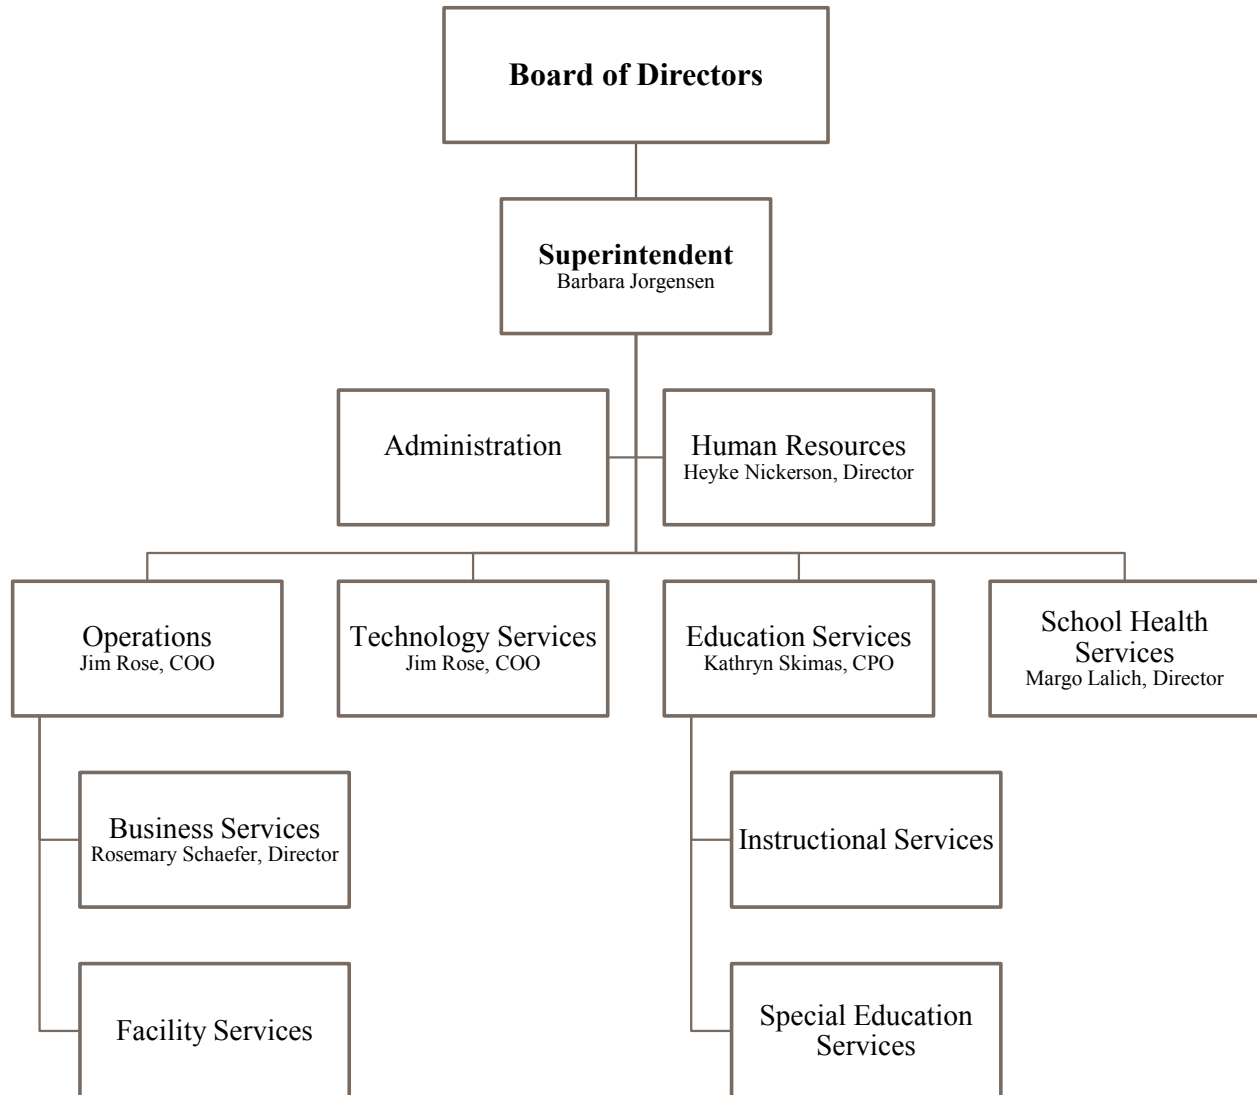 Board of Directors
Superintendent
Barbara Jorgensen
Administration
Human Resources
Heyke Nickerson, Director
Operations
Jim Rose, COO
Technology Services
Jim Rose, COO
Education Services
Kathryn Skimas, CPO
School Health
Services
Margo Lalich, Director
Business Services
Rosemary Schaefer, Director
Instructional Services
Facility Services
Special Education
Services